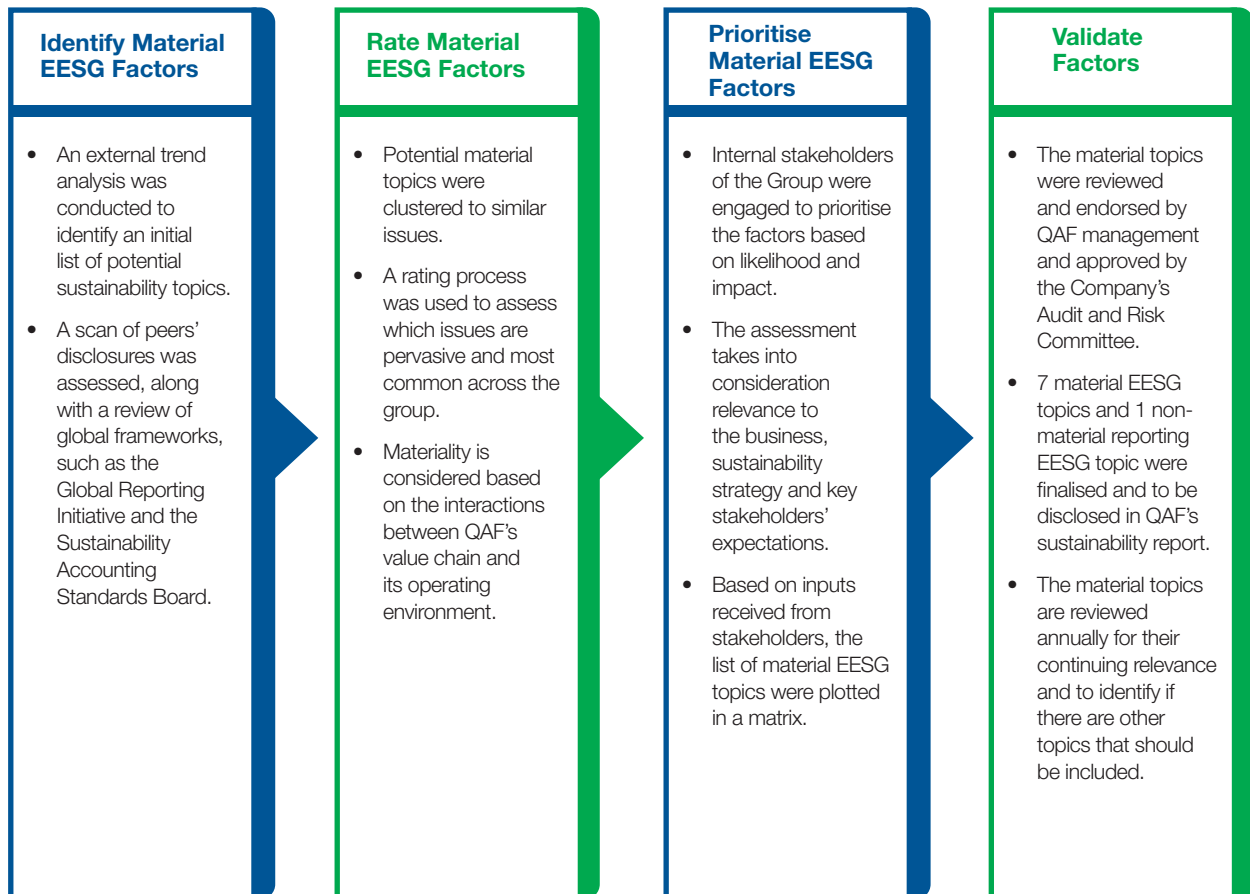 Identify Material
EESG Factors
• An external trend
analysis was
conducted to
identify an initial
list of potential
sustainability topics.
• A scan of peers’
disclosures was
assessed, along
with a review of
global frameworks,
such as the
Global Reporting
Initiative and the
Sustainability
Accounting
Standards Board.
Rate Material
EESG Factors
• Potential material
topics were
clustered to similar
issues.
• A rating process
was used to assess
which issues are
pervasive and most
common across the
group.
• Materiality is
considered based
on the interactions
between QAF’s
value chain and
its operating
environment.
Prioritise
Material EESG
Factors
• Internal stakeholders
of the Group were
engaged to prioritise
the factors based
on likelihood and
impact.
• The assessment
takes into
consideration
relevance to
the business,
sustainability
strategy and key
stakeholders’
expectations.
• Based on inputs
received from
stakeholders, the
list of material EESG
topics were plotted
in a matrix.
Validate
Factors
• The material topics
were reviewed
and endorsed by
QAF management
and approved by
the Company’s
Audit and Risk
Committee.
• 7 material EESG
topics and 1 non-
material reporting
EESG topic were
finalised and to be
disclosed in QAF’s
sustainability report.
• The material topics
are reviewed
annually for their
continuing relevance
and to identify if
there are other
topics that should
be included.